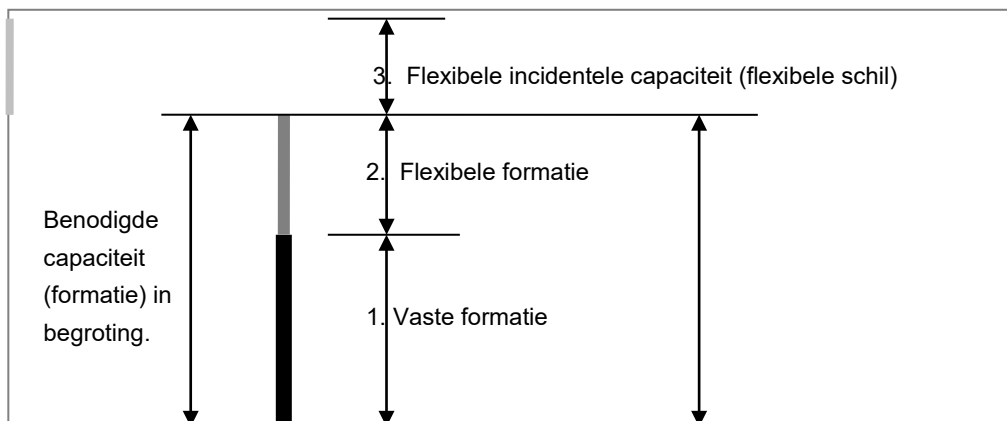 3. Flexibele incidentele capaciteit (flexibele schil)
2. Flexibele formatie
Benodigde
capaciteit
(formatie) in
begroting.
1. Vaste formatie